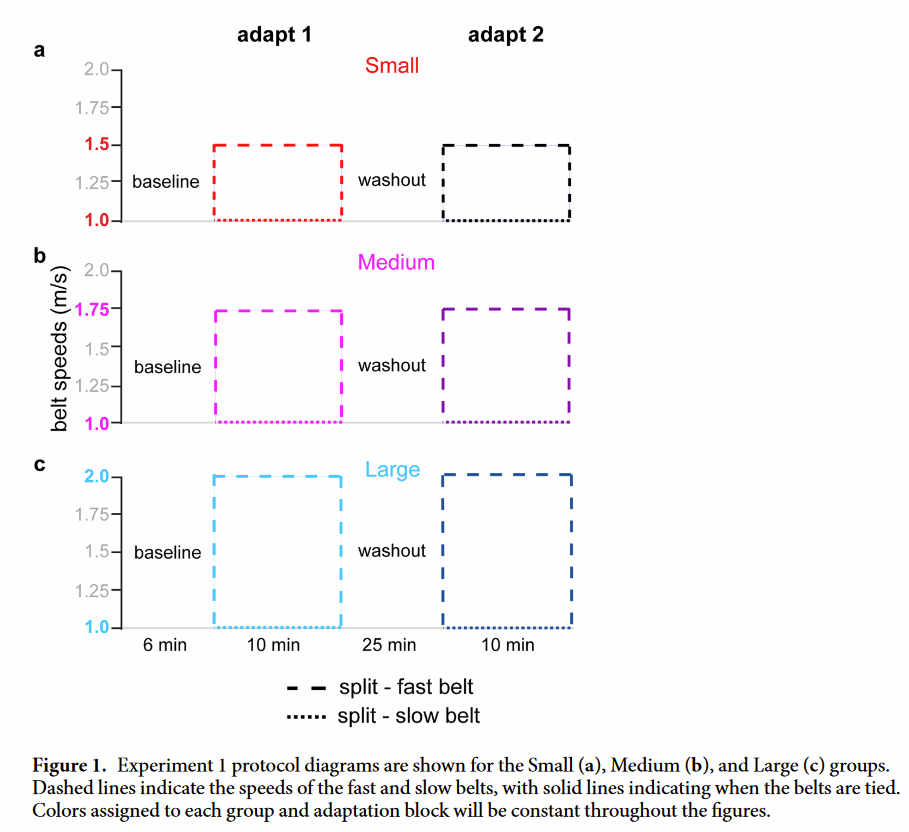 adapt 1 adapt 2
a
Small
2.0
1.75
1.5
1.25
1.0
baseline washout
b
Medium
belt speeds (m/s)
2.0
1.75
1.5
1.25
1.0
baseline washout
c
Large
2.0
1.75
1.5
1.25
1.0
baseline washout
6 min 10 min 25 min 10 min
split - fast belt
split - slow belt
Figure 1. Experiment 1 protocol diagrams are shown for the Small (a), Medium (b), and Large (c) groups.
Dashed lines indicate the speeds of the fast and slow belts, with solid lines indicating when the belts are tied.
Colors assigned to each group and adaptation block will be constant throughout the figures.